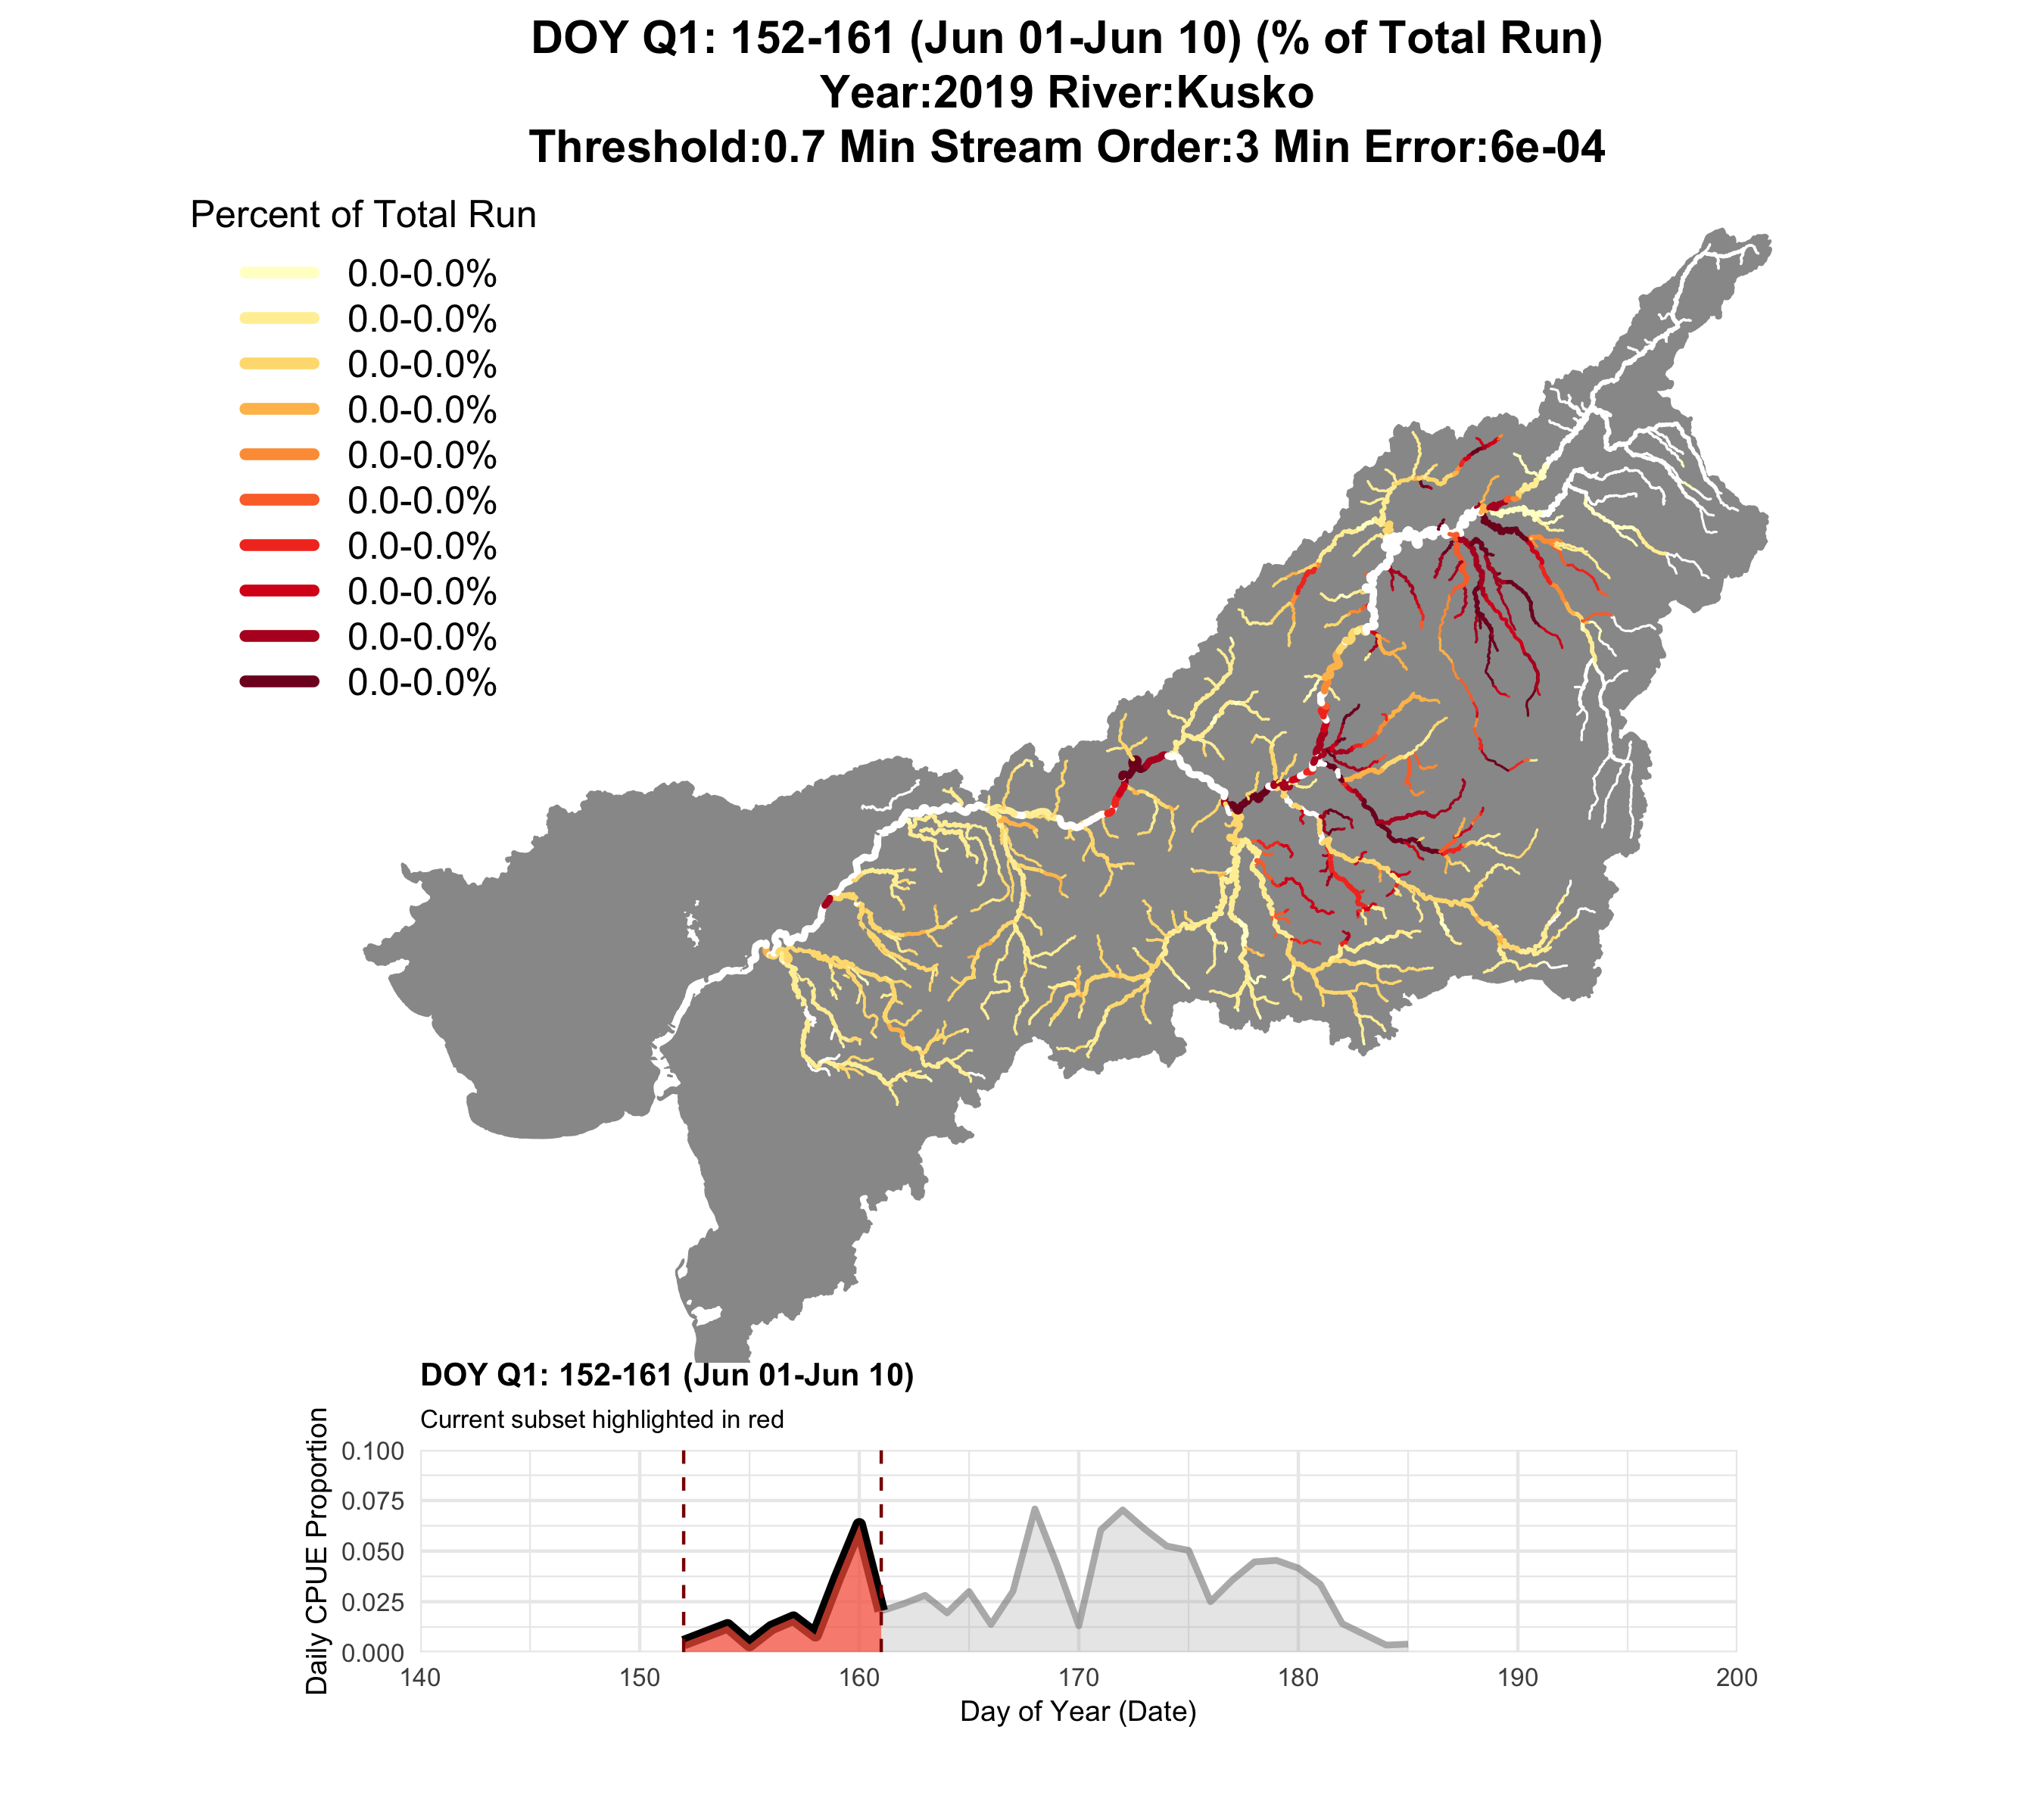 DOY Q1: 152-161 (Jun 01-Jun 10) (% of Total Run)
Year:2019 River:Kusko
Threshold:0.7 Min Stream Order:3 Min Error:6e-04
Percent of Total Run
0.0-0.0%
0.0-0.0%
0.0-0.0%
0.0-0.0%
0.0-0.0%
0.0-0.0%
0.0-0.0%
0.0-0.0%
0.0-0.0%
0.0-0.0%
DOY Q1: 152-161 (Jun 01-Jun 10)
Current subset highlighted in red
Daily CPUE Proportion
0.100
0.075
0.050
0.025
0.000
140 150 160 170 180 190 200
Day of Year (Date)